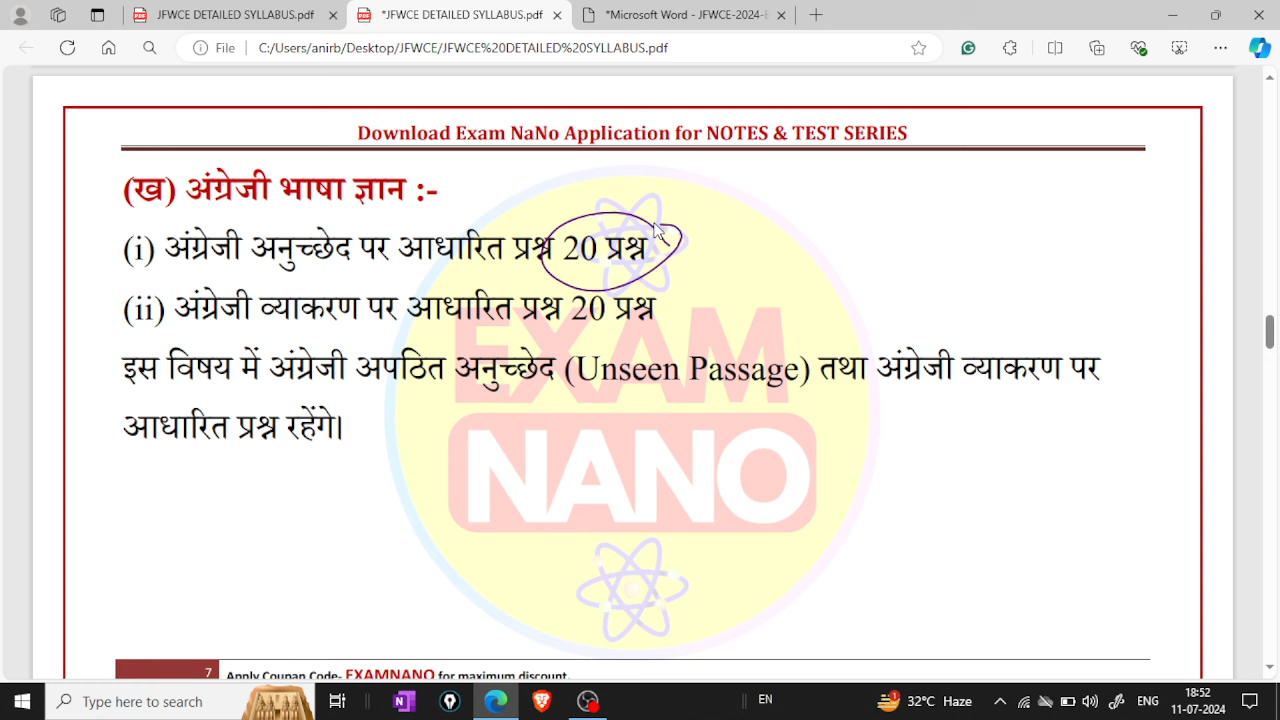 JFWCE DETAILED SYLLABUS.pdf
*JFWCE DETAILED SYLLABUS.pdf
*Microsoft Word - JFWCE-2024-
File
C:/Users/anirb/Desktop/JFWCE/JFWCE%20DETAILED%20SYLLABUS.pdf
Download Exam NaNo Application for NOTES & TEST SERIES
(ख) अंग्रेजी भाषा ज्ञान :-
(i) अंग्रेजी अनुच्छेद पर आधारित प्रश्न 20 प्रश्न
(ii) अंग्रेजी व्याकरण पर आधारित प्रश्न 20 प्रश्न
इस विषय में अंग्रेजी अपठित अनुच्छेद (Unseen Passage) तथा अंग्रेजी व्याकरण पर
आधारित प्रश्न रहेंगे।
EXAM
NANO
7
Apply Coupan Code- EXAMNANO for maximum discount.
Type here to search
EN
1
32°C Haze
ENG
18:52
11-07-2024